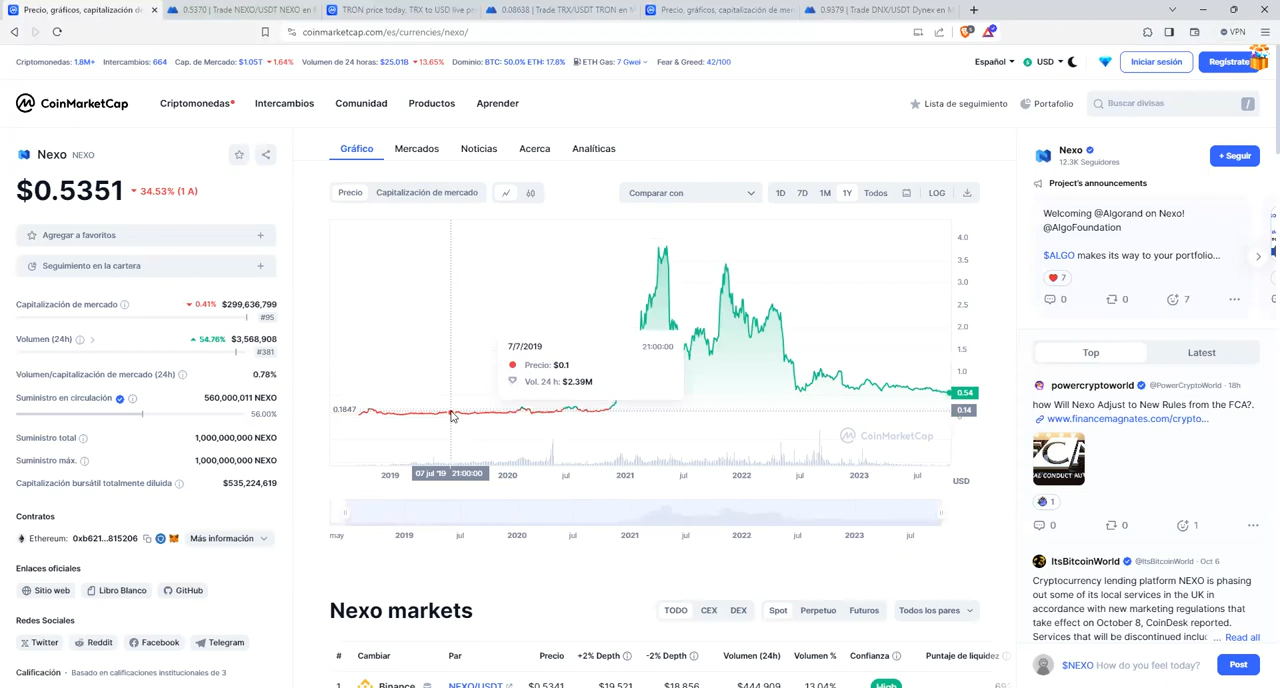 Precio, gráficos, capitalización de
0.5370 | Trade NEXO/USDT NEXO en
TRON price today, TRX to USD live pr
0.08638 | Trade TRX/USDT TRON en
Precio, gráficos, capitalización de mer
0.9379 | Trade DNX/USDT Dynex en
coinmarketcap.com/es/currencies/nexo/
VPN
Criptomonedas: 1.8M+ Intercambios: 664 Cap. de Mercado: $1.05T 1.64% Volumen de 24 horas: $25.01B 13.65% Dominio: BTC: 50.0% ETH: 17.8% ETH Gas: 7 Gwei Fear & Greed: 42/100
Español USD Iniciar sesión Regístrate
CoinMarketCap Criptomonedas Intercambios Comunidad Productos Aprender
Lista de seguimiento Portafolio Buscar divisas /
Nexo NEXO
$0.5351 34.53% (1 A)
Agregar a favoritos +
Seguimiento en la cartera +
Capitalización de mercado 0.41% $299,636,799
#95
Volumen (24h) 54.76% $3,568,908
#381
Volumen/capitalización de mercado (24h) 0.78%
Suministro en circulación 560,000,011 NEXO
56.00%
Suministro total 1,000,000,000 NEXO
Suministro máx. 1,000,000,000 NEXO
Capitalización bursátil totalmente diluida $535,224,619
Contratos
Ethereum: 0xb621...815206 Más información
Enlaces oficiales
Sitio web Libro Blanco GitHub
Redes Sociales
Twitter Reddit Facebook Telegram
Calificación · Basado en calificaciones institucionales de 3
Gráfico Mercados Noticias Acerca Analíticas
Precio Capitalización de mercado
Comparar con
1D 7D 1M 1Y Todos LOG
4.0
3.5
3.0
2.5
2.0
1.5
1.0
0.54
0.14
0.1847
7/7/2019 21:00:00
Precio: $0.1
Vol. 24 h: $2.39M
CoinMarketCap
2019 07 jul '19 21:00:00 2020 jul 2021 jul 2022 jul 2023 jul
USD
may 2019 jul 2020 jul 2021 jul 2022 jul 2023 jul
Nexo markets
TODO CEX DEX Spot Perpetuo Futuros Todos los pares
# Cambiar Par Precio +2% Depth -2% Depth Volumen (24h) Volumen % Confianza Puntaje de liquidez
1 Binance NEXO/USDT $0.5341 $19,521 $18,856 $444,909 13.04% High
Nexo
12.3K Seguidores
+ Seguir
Project's announcements
Welcoming @Algorand on Nexo!
@AlgoFoundation
$ALGO makes its way to your portfolio...
7
0 0 7
Top Latest
powercryptoworld @PowerCryptoWorld · 18h
how Will Nexo Adjust to New Rules from the FCA?.
www.financemagnates.com/crypto...
1
0 0 1
ItsBitcoinWorld @ItsBitcoinWorld · Oct 6
Cryptocurrency lending platform NEXO is phasing
out some of its local services in the UK in
accordance with new marketing regulations that
take effect on October 8, CoinDesk reported.
Services that will be discontinued inclu ... Read all
$NEXO How do you feel today? Post